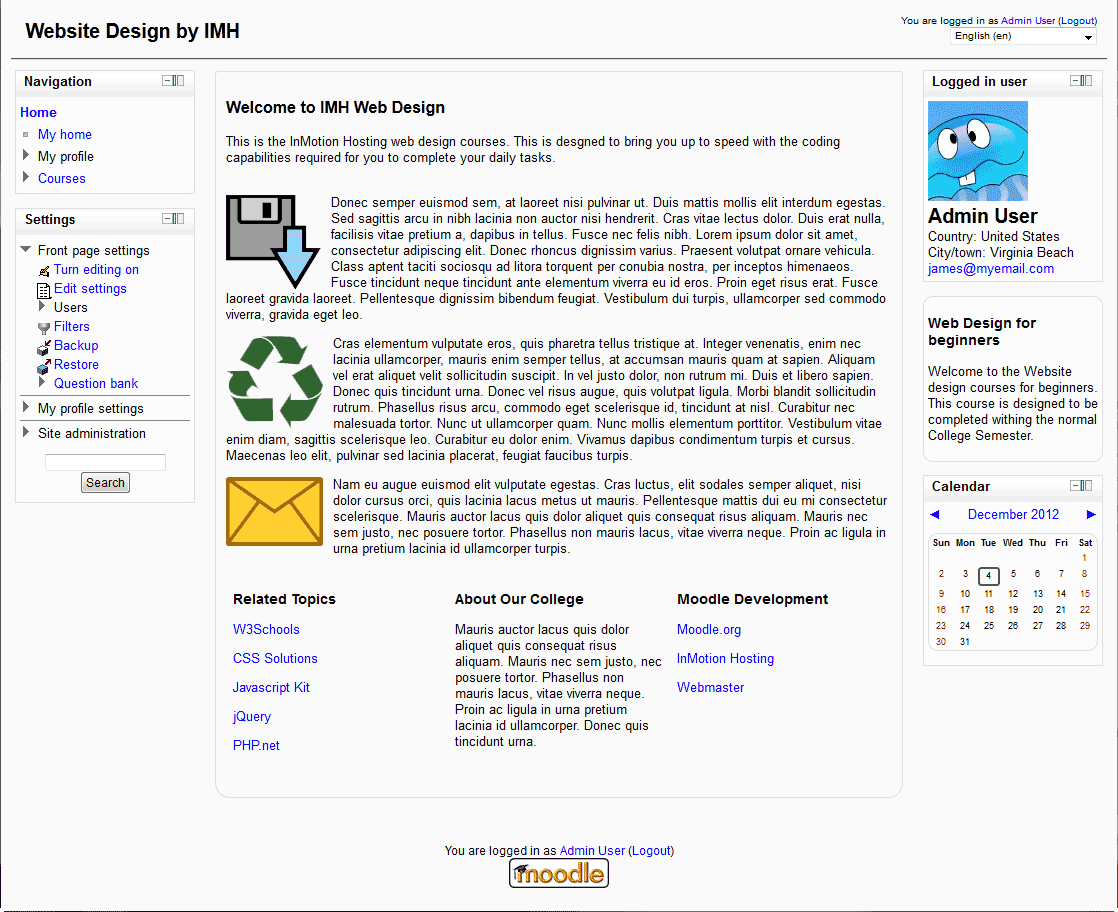 Website Design by IMH
You are logged in as Admin User (Logout)
English (en)
Navigation
Home
My home
My profile
Courses
Settings
Front page settings
Turn editing on
Edit settings
Users
Filters
Backup
Restore
Question bank
My profile settings
Site administration
Search
Welcome to IMH Web Design
This is the InMotion Hosting web design courses. This is desgned to bring you up to speed with the coding
capabilities required for you to complete your daily tasks.
Donec semper euismod sem, at laoreet nisi pulvinar ut. Duis mattis mollis elit interdum egestas.
Sed sagittis arcu in nibh lacinia non auctor nisi hendrerit. Cras vitae lectus dolor. Duis erat nulla,
facilisis vitae pretium a, dapibus in tellus. Fusce nec felis nibh. Lorem ipsum dolor sit amet,
consectetur adipiscing elit. Donec rhoncus dignissim varius. Praesent volutpat ornare vehicula.
Class aptent taciti sociosqu ad litora torquent per conubia nostra, per inceptos himenaeos.
Fusce tincidunt neque tincidunt ante elementum viverra eu id eros. Proin eget risus erat. Fusce
laoreet gravida laoreet. Pellentesque dignissim bibendum feugiat. Vestibulum dui turpis, ullamcorper sed commodo
viverra, gravida eget leo.
Cras elementum vulputate eros, quis pharetra tellus tristique at. Integer venenatis, enim nec
lacinia ullamcorper, mauris enim semper tellus, at accumsan mauris quam at sapien. Aliquam
vel erat aliquet velit sollicitudin suscipit. In vel justo dolor, non rutrum mi. Duis et libero sapien.
Donec quis tincidunt urna. Donec vel risus augue, quis volutpat ligula. Morbi blandit sollicitudin
rutrum. Phasellus risus arcu, commodo eget scelerisque id, tincidunt at nisl. Curabitur nec
malesuada tortor. Nunc ut ullamcorper quam. Nunc mollis elementum porttitor. Vestibulum vitae
enim diam, sagittis scelerisque leo. Curabitur eu dolor enim. Vivamus dapibus condimentum turpis et cursus.
Maecenas leo elit, pulvinar sed lacinia placerat, feugiat faucibus turpis.
Nam eu augue euismod elit vulputate egestas. Cras luctus, elit sodales semper aliquet, nisi
dolor cursus orci, quis lacinia lacus metus ut mauris. Pellentesque mattis dui eu mi consectetur
scelerisque. Mauris auctor lacus quis dolor aliquet quis consequat risus aliquam. Mauris nec
sem justo, nec posuere tortor. Phasellus non mauris lacus, vitae viverra neque. Proin ac ligula in
urna pretium lacinia id ullamcorper turpis.
Related Topics
W3Schools
CSS Solutions
Javascript Kit
jQuery
PHP.net
About Our College
Mauris auctor lacus quis dolor
aliquet quis consequat risus
aliquam. Mauris nec sem justo, nec
posuere tortor. Phasellus non
mauris lacus, vitae viverra neque.
Proin ac ligula in urna pretium
lacinia id ullamcorper. Donec quis
tincidunt urna.
Moodle Development
Moodle.org
InMotion Hosting
Webmaster
Logged in user
Admin User
Country: United States
City/town: Virginia Beach
james@myemail.com
Web Design for
beginners
Welcome to the Website
design courses for beginners.
This course is designed to be
completed withing the normal
College Semester.
Calendar
December 2012
Sun Mon Tue Wed Thu Fri Sat
1
2 3 4 5 6 7 8
9 10 11 12 13 14 15
16 17 18 19 20 21 22
23 24 25 26 27 28 29
30 31
You are logged in as Admin User (Logout)
moodle